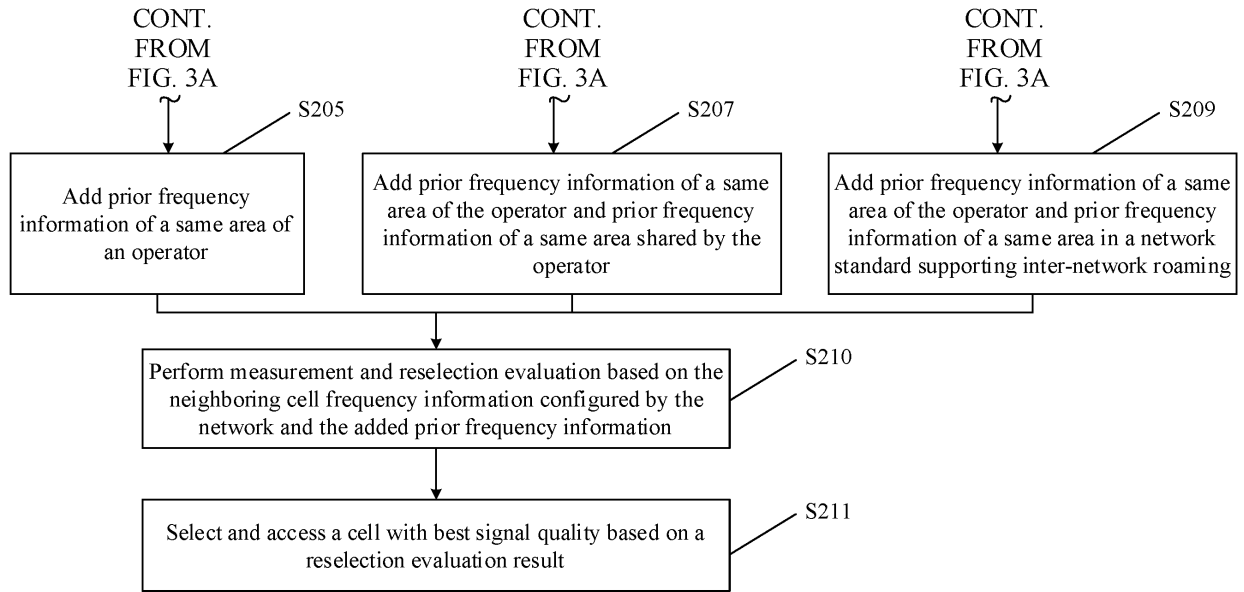 CONT.
FROM
FIG. 3A
CONT.
FROM
FIG. 3A
CONT.
FROM
FIG. 3A
S205
S207
S209
Add prior frequency
information of a same area of
an operator
Add prior frequency information of a same
area of the operator and prior frequency
information of a same area shared by the
operator
Add prior frequency information of a same
area of the operator and prior frequency
information of a same area in a network
standard supporting inter-network roaming
S210
Perform measurement and reselection evaluation based on the
neighboring cell frequency information configured by the
network and the added prior frequency information
S211
Select and access a cell with best signal quality based on a
reselection evaluation result